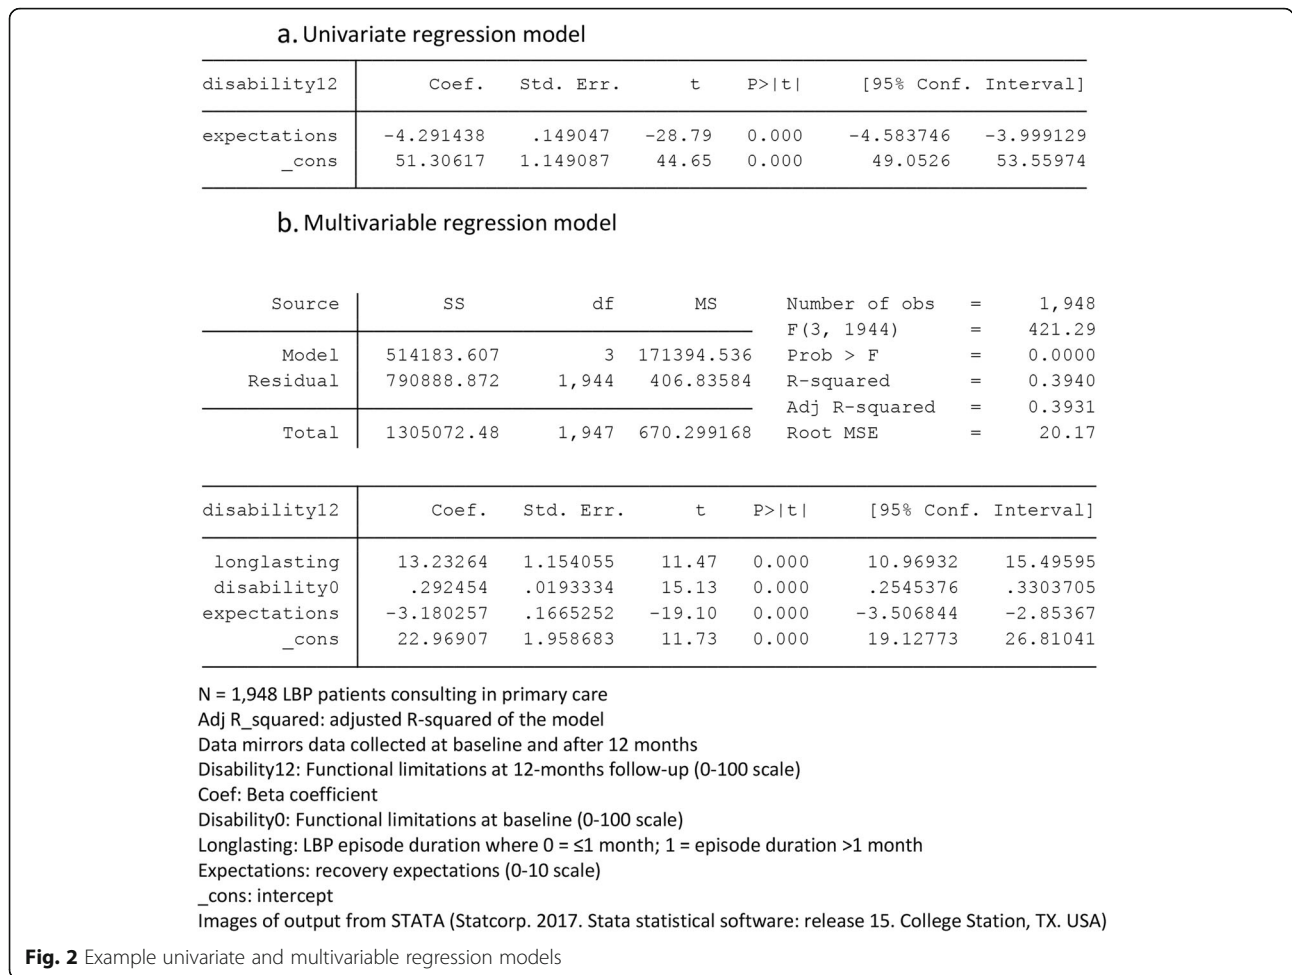 a. Univariate regression model
disability12 Coef. Std. Err. t P>|t| [95% Conf. Interval]
expectations -4.291438 .149047 -28.79 0.000 -4.583746 -3.999129
_cons 51.30617 1.149087 44.65 0.000 49.0526 53.55974
b. Multivariable regression model
Source SS df MS Number of obs = 1,948
F(3, 1944) = 421.29
Model 514183.607 3 171394.536 Prob > F = 0.0000
Residual 790888.872 1,944 406.83584 R-squared = 0.3940
Adj R-squared = 0.3931
Total 1305072.48 1,947 670.299168 Root MSE = 20.17
disability12 Coef. Std. Err. t P>|t| [95% Conf. Interval]
longlasting 13.23264 1.154055 11.47 0.000 10.96932 15.49595
disability0 .292454 .0193334 15.13 0.000 .2545376 .3303705
expectations -3.180257 .1665252 -19.10 0.000 -3.506844 -2.85367
_cons 22.96907 1.958683 11.73 0.000 19.12773 26.81041
N = 1,948 LBP patients consulting in primary care
Adj R_squared: adjusted R-squared of the model
Data mirrors data collected at baseline and after 12 months
Disability12: Functional limitations at 12-months follow-up (0-100 scale)
Coef: Beta coefficient
Disability0: Functional limitations at baseline (0-100 scale)
Longlasting: LBP episode duration where 0 = ≤1 month; 1 = episode duration >1 month
Expectations: recovery expectations (0-10 scale)
_cons: intercept
Images of output from STATA (Statcorp. 2017. Stata statistical software: release 15. College Station, TX. USA)
Fig. 2 Example univariate and multivariable regression models